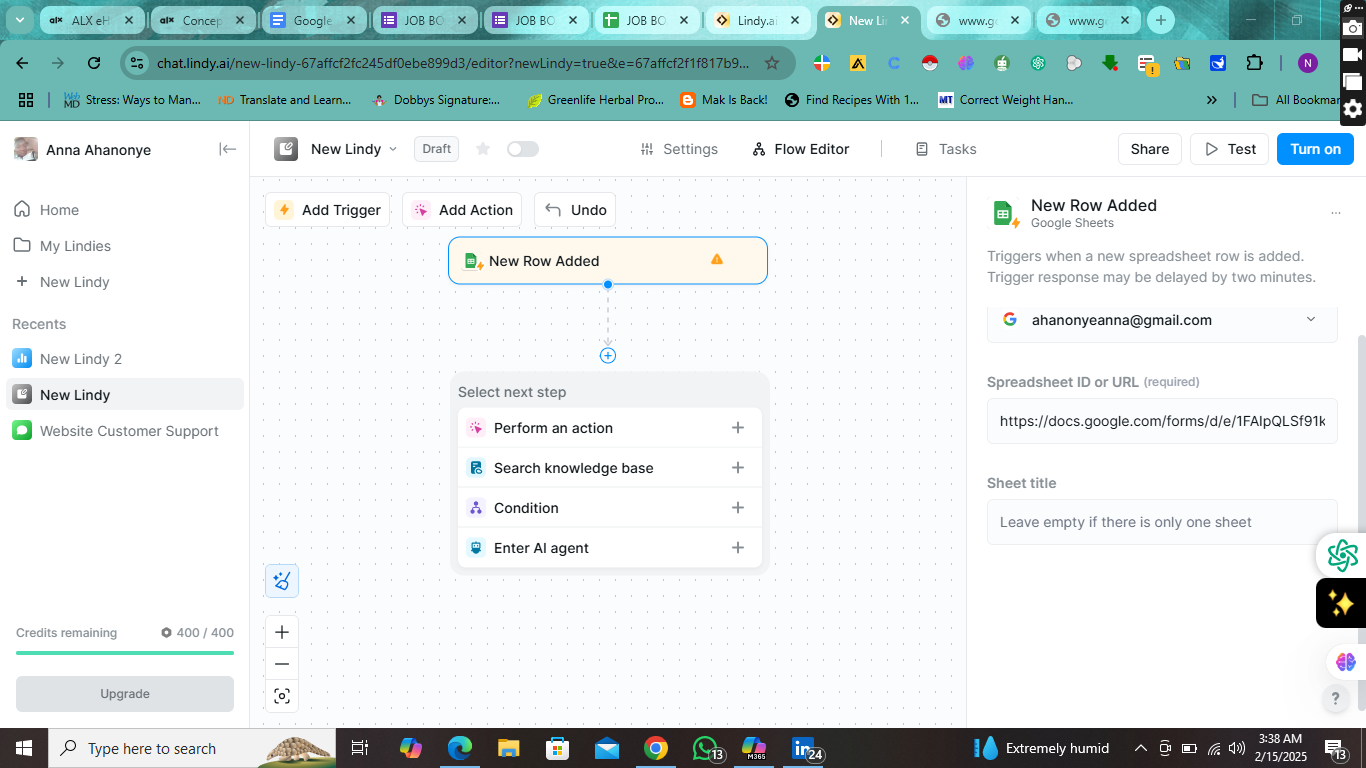 ALX eH
Concep
Google
JOB BO
JOB BO
JOB BO
Lindy.ai
New Li
www.go
www.go
chat.lindy.ai/new-lindy-67affcf2fc245df0ebe899d3/editor?newLindy=true&e=67affcf2f1f817b9...
N
Stress: Ways to Man...
Translate and Learn...
Dobbys Signature:...
Greenlife Herbal Pro...
Mak Is Back!
Find Recipes With 1...
MT Correct Weight Han...
»
All Bookmar
Anna Ahanonye
New Lindy
Draft
Settings
Flow Editor
Tasks
Share
Test
Turn on
Home
My Lindies
New Lindy
Recents
New Lindy 2
New Lindy
Website Customer Support
Credits remaining
400 / 400
Upgrade
Add Trigger
Add Action
Undo
New Row Added
Select next step
Perform an action
Search knowledge base
Condition
Enter AI agent
New Row Added
Google Sheets
Triggers when a new spreadsheet row is added.
Trigger response may be delayed by two minutes.
ahanonyeanna@gmail.com
Spreadsheet ID or URL (required)
https://docs.google.com/forms/d/e/1FAIpQLSf91k
Sheet title
Leave empty if there is only one sheet
?
Type here to search
13
M365
24
Extremely humid
3:38 AM
2/15/2025
13